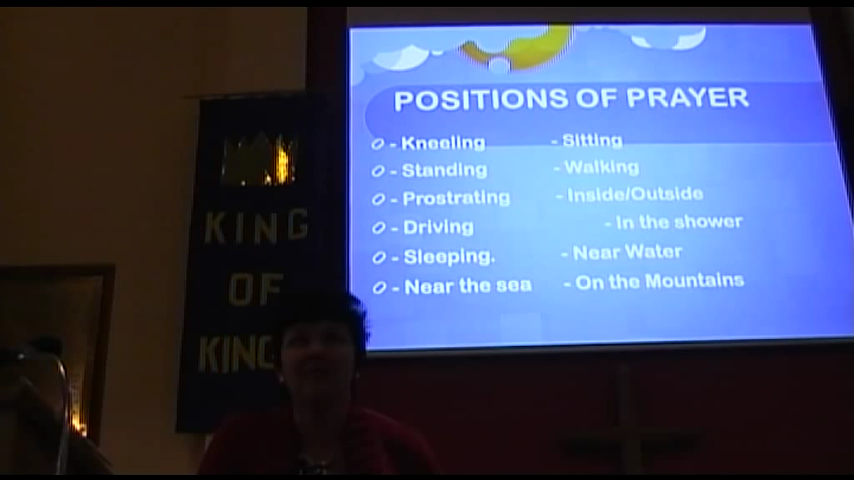 POSITIONS OF PRAYER
- Kneeling - Sitting
- Standing - Walking
- Prostrating - Inside/Outside
- Driving - In the shower
- Sleeping. - Near Water
- Near the sea - On the Mountains
KING
OF
KING